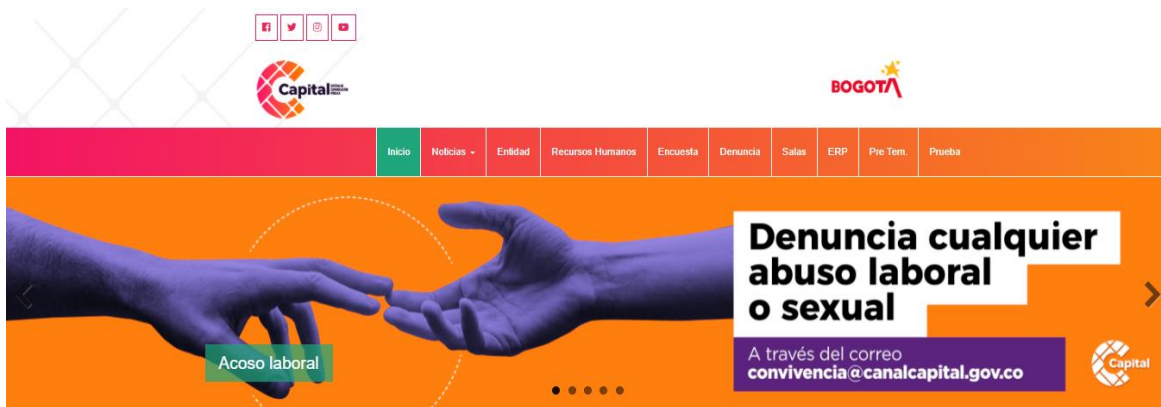 Capital
BOGOTÁ
Inicio
Noticias
Entidad
Recursos Humanos
Encuesta
Denuncia
Salas
ERP
Pre Tem.
Prueba
Denuncia cualquier
abuso laboral
o sexual
A través del correo
convivencia@canalcapital.gov.co
Acoso laboral
Capital